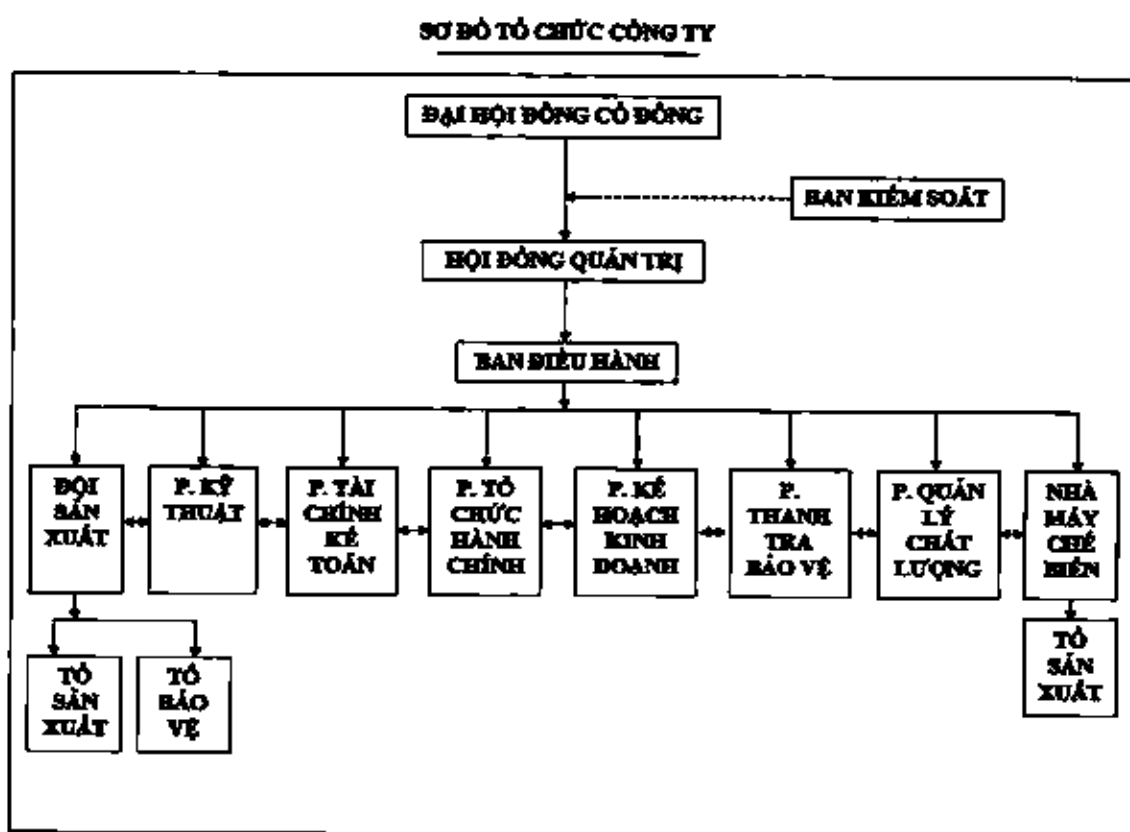 SƠ ĐỒ TỔ CHỨC CÔNG TY
ĐẠI HỘI ĐỒNG CỔ ĐÔNG
BAN KIỂM SOÁT
HỘI ĐỒNG QUẢN TRỊ
BAN ĐIỀU HÀNH
ĐỘI
SẢN
XUẤT
P. KỸ
THUẬT
P. TÀI
CHÍNH
KẾ
TOÁN
P. TỔ
CHỨC
HÀNH
CHÍNH
P. KẾ
HOẠCH
KINH
DOANH
P.
THANH
TRA
BẢO VỆ
P. QUẢN
LÝ
CHẤT
LƯỢNG
NHÀ
MÁY
CHẾ
BIẾN
TỔ
SẢN
XUẤT
TỔ
BẢO
VỆ
TỔ
SẢN
XUẤT